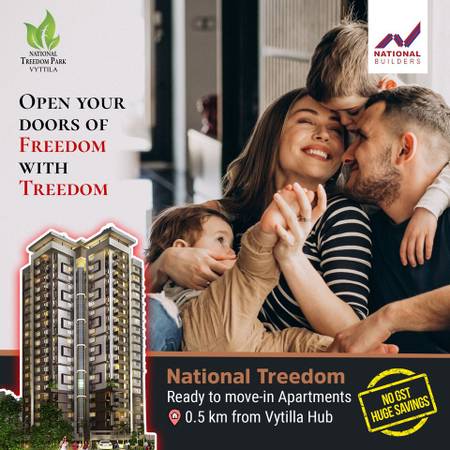 NATIONAL
TREEDOM PARK
VYTTILA
NATIONAL
BUILDERS
OPEN YOUR
DOORS OF
FREEDOM
WITH
TREEDOM
National Treedom
Ready to move-in Apartments
0.5 km from Vytilla Hub
NO GST
HUGE SAVINGS